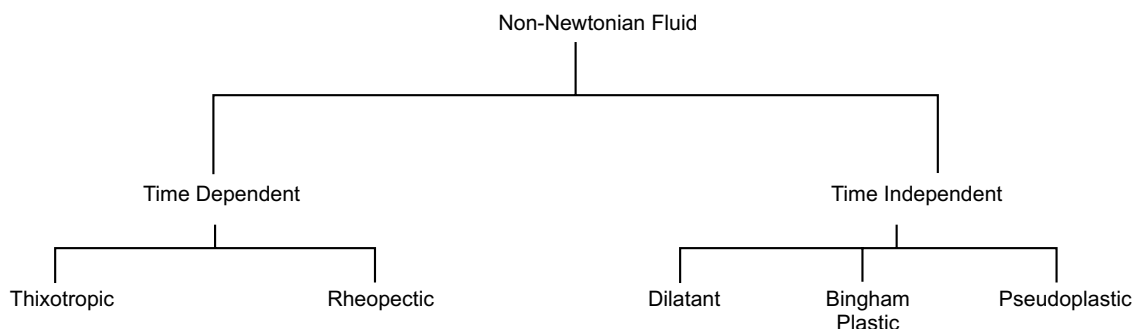 Non-Newtonian Fluid
Time Dependent
Time Independent
Thixotropic
Rheopectic
Dilatant
Bingham
Plastic
Pseudoplastic